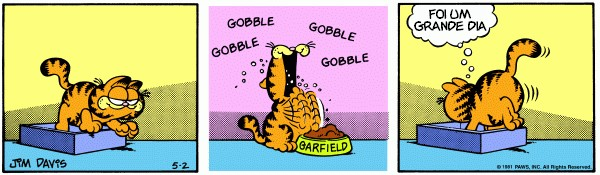 JIM DAVIS
5-2
GOBBLE
GOBBLE
GOBBLE
GOBBLE
GARFIELD
FOI UM
GRANDE DIA
© 1981 PAWS, INC. All Rights Reserved.